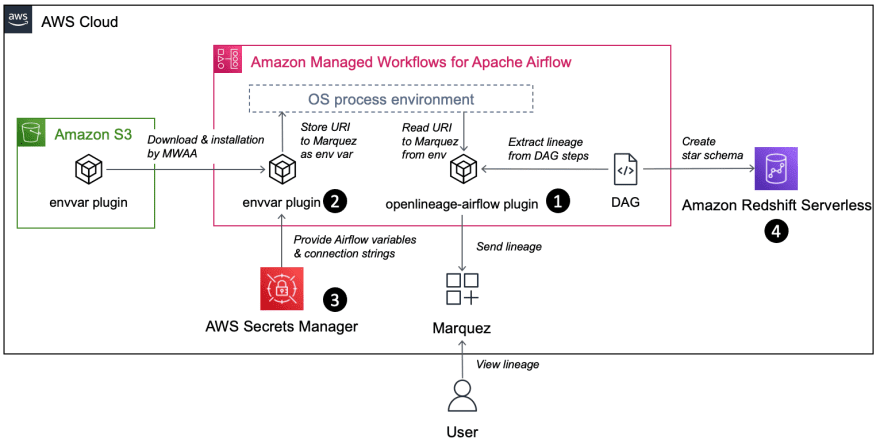 aws
AWS Cloud
Amazon Managed Workflows for Apache Airflow
OS process environment
Amazon S3
envvar plugin
Download & installation
by MWAA
Store URI
to Marquez
as env var
Read URI
to Marquez
from env
Extract lineage
from DAG steps
Create
star schema
envvar plugin 2
openlineage-airflow plugin 1
DAG
Amazon Redshift Serverless
4
Provide Airflow variables
& connection strings
Send lineage
3
AWS Secrets Manager
Marquez
View lineage
User